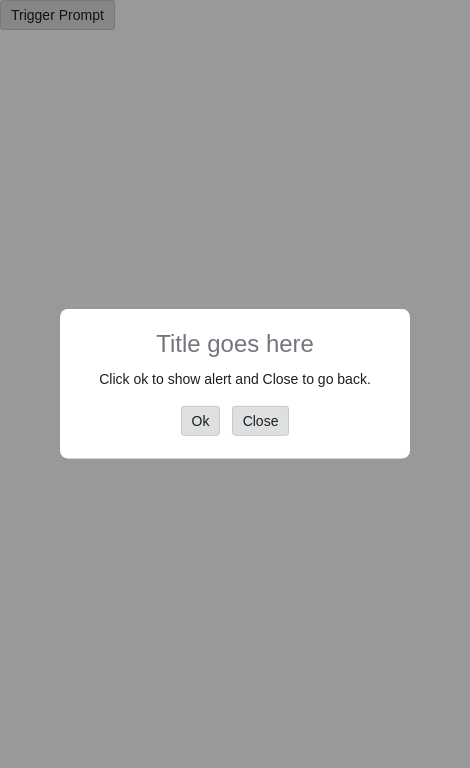 Trigger Prompt
Title goes here
Click ok to show alert and Close to go back.
Ok Close